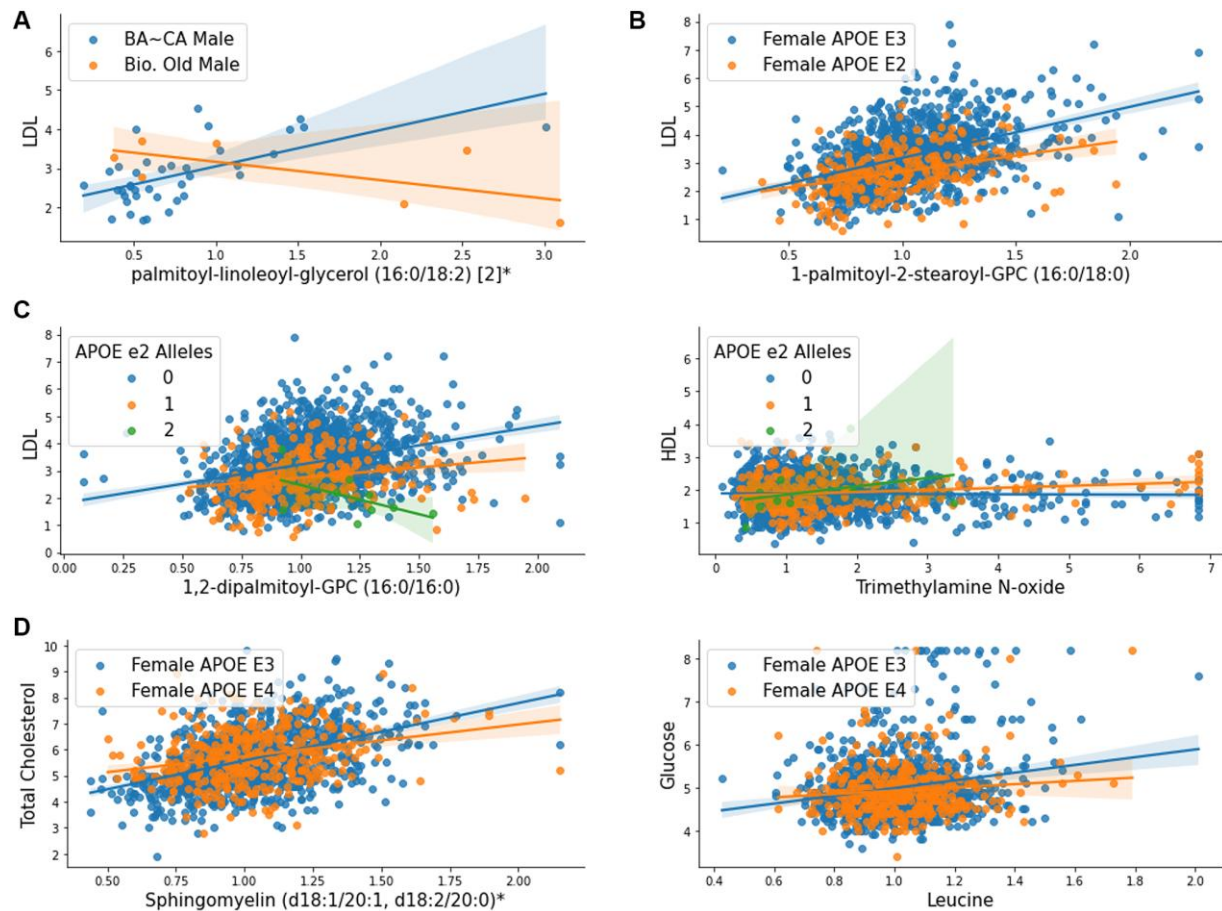 A
BA~CA Male
Bio. Old Male
LDL
6
5
4
3
2
0.5 1.0 1.5 2.0 2.5 3.0
palmitoyl-linoleoyl-glycerol (16:0/18:2) [2]*
B
Female APOE E3
Female APOE E2
LDL
8
7
6
5
4
3
2
1
0.5 1.0 1.5 2.0
1-palmitoyl-2-stearoyl-GPC (16:0/18:0)
C
APOE e2 Alleles
0
1
2
LDL
8
7
6
5
4
3
2
1
0
0.00 0.25 0.50 0.75 1.00 1.25 1.50 1.75 2.00
1,2-dipalmitoyl-GPC (16:0/16:0)
APOE e2 Alleles
0
1
2
HDL
6
5
4
3
2
1
0 1 2 3 4 5 6 7
Trimethylamine N-oxide
D
Female APOE E3
Female APOE E4
Total Cholesterol
10
9
8
7
6
5
4
3
2
0.50 0.75 1.00 1.25 1.50 1.75 2.00
Sphingomyelin (d18:1/20:1, d18:2/20:0)*
Female APOE E3
Female APOE E4
Glucose
8
7
6
5
4
0.4 0.6 0.8 1.0 1.2 1.4 1.6 1.8 2.0
Leucine